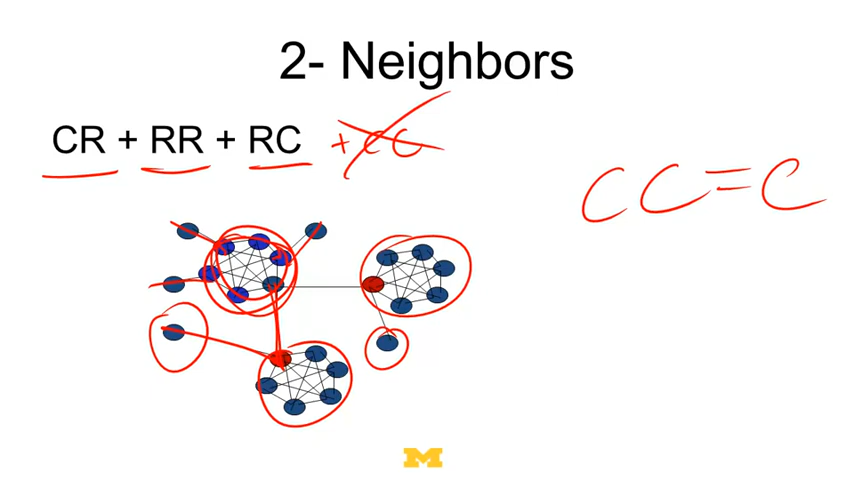 2- Neighbors
CR + RR + RC + CC
CC = C
M